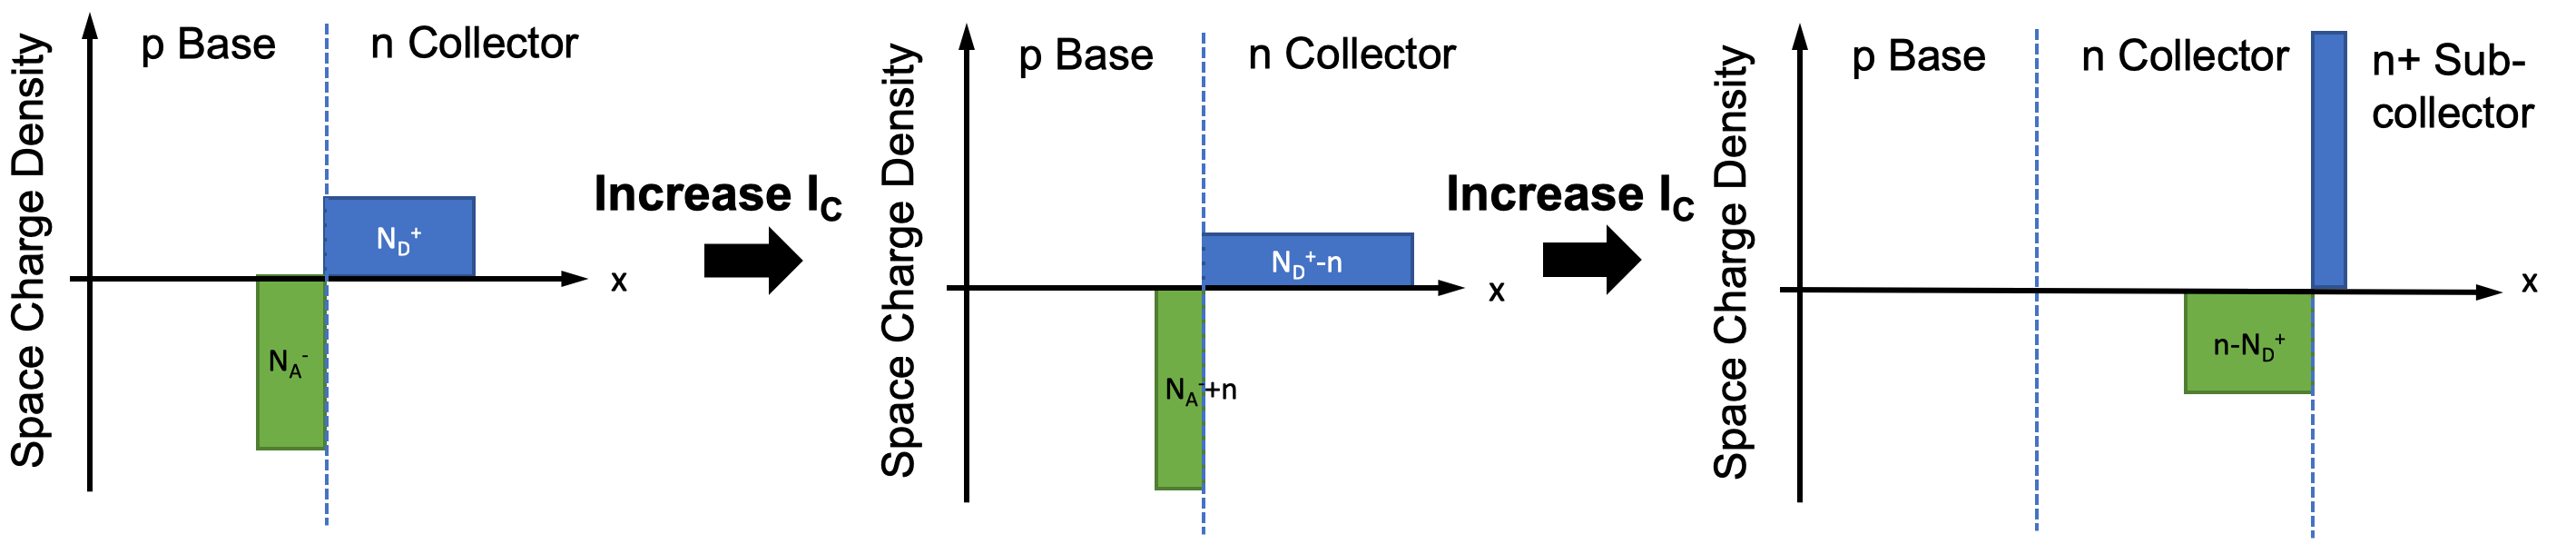 Space Charge Density
p Base
n Collector
N_D^+
N_A^-
x
Increase I_C
Space Charge Density
p Base
n Collector
N_D^+-n
N_A^-+n
x
Increase I_C
Space Charge Density
p Base
n Collector
n+ Sub-
collector
n-N_D^+
x